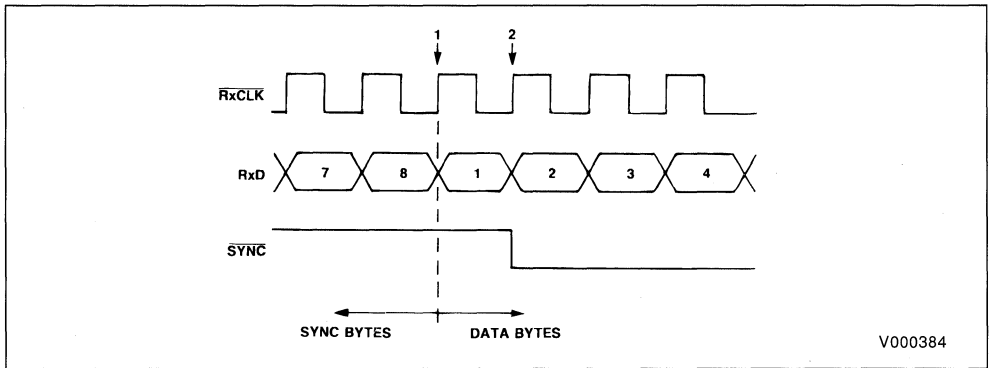 1 2
RxCLK
RxD 7 8 1 2 3 4
SYNC
SYNC BYTES DATA BYTES
V000384